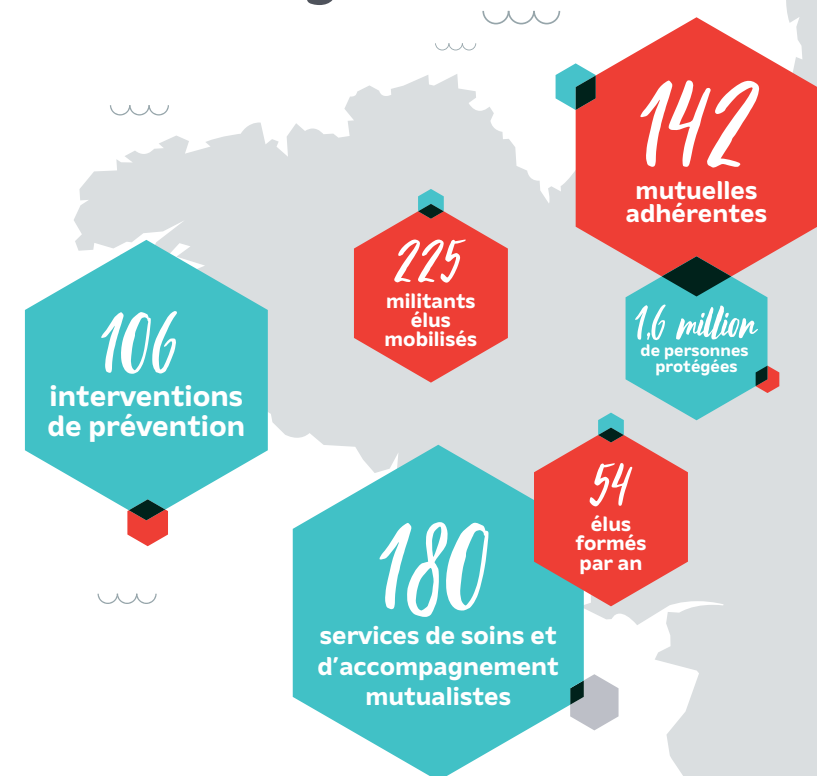 142
mutuelles
adhérentes
225
militants
élus
mobilisés
1,6 million
de personnes
protégées
106
interventions
de prévention
54
élus
formés
par an
180
services de soins et
d'accompagnement
mutualistes